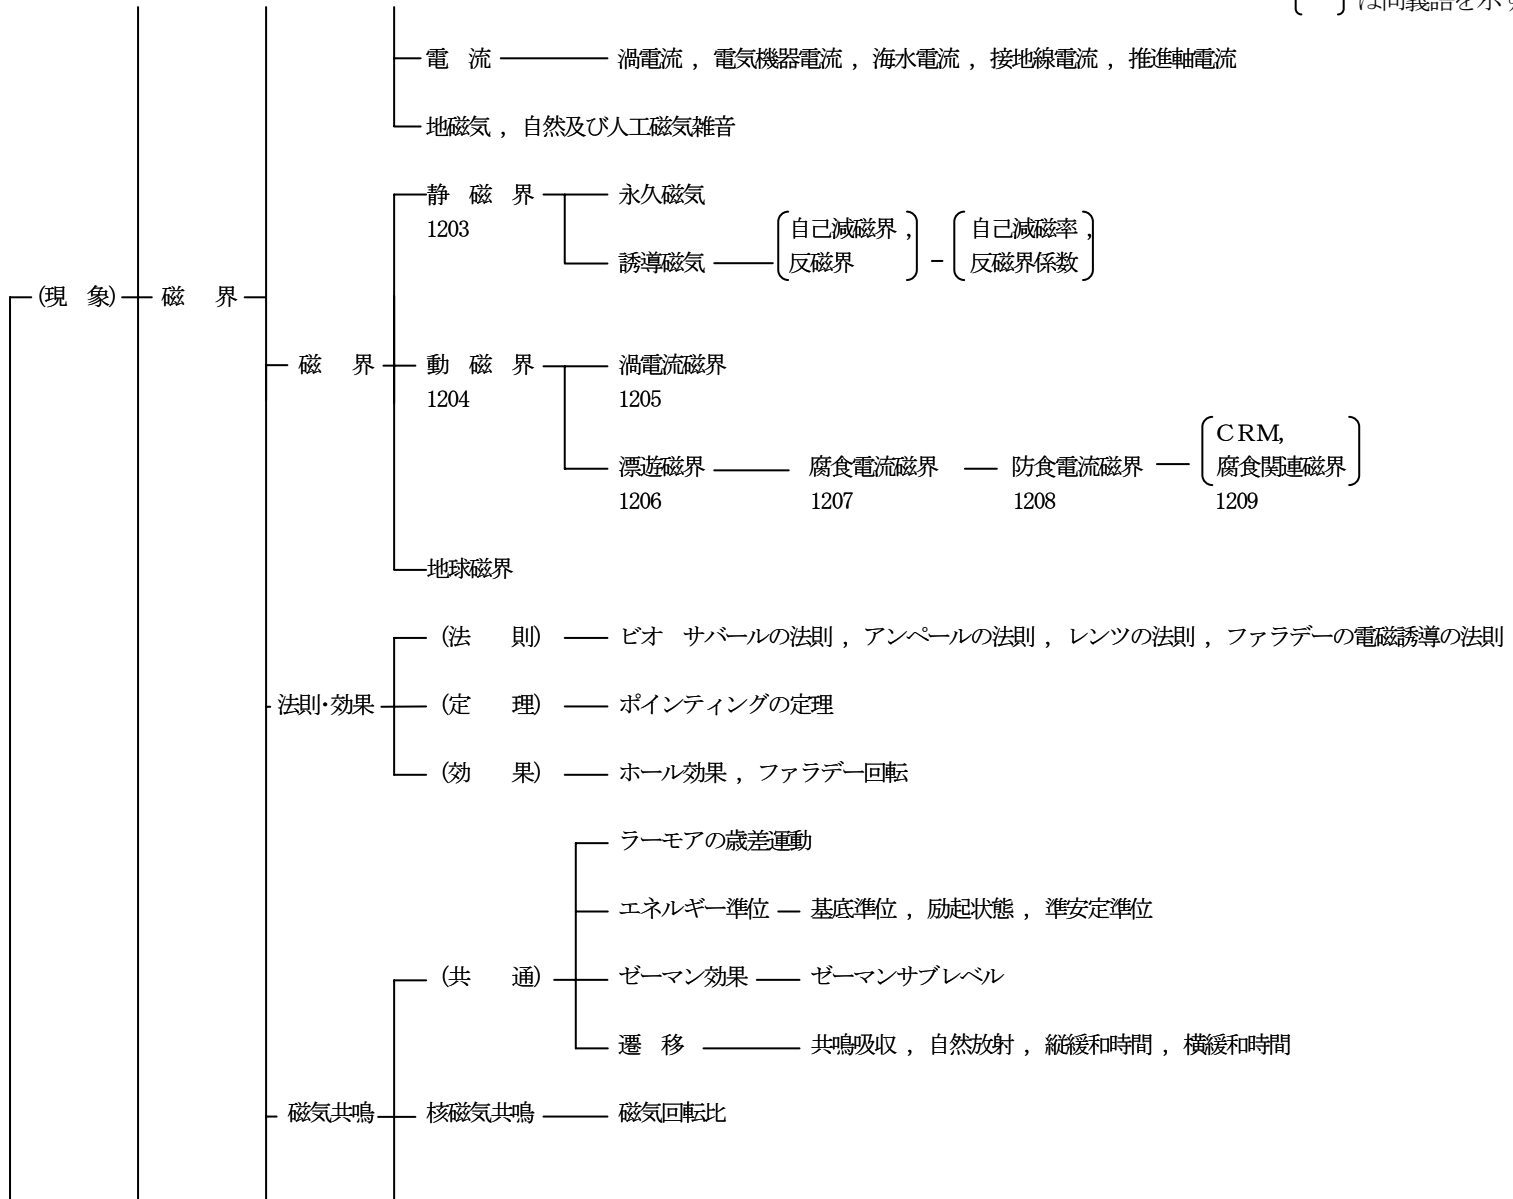 は同義語を示す
電　流　渦電流 , 電気機器電流 , 海水電流 , 接地線電流 , 推進軸電流
地磁気 , 自然及び人工磁気雑音
静　磁　界　永久磁気
1203　自己減磁界 ,　自己減磁率 ,
誘導磁気　反磁界　－　反磁界係数
(現　象)　磁　界
磁　界　動　磁　界　渦電流磁界
1204　1205
CRM,
漂遊磁界　腐食電流磁界　防食電流磁界　腐食関連磁界
1206　1207　1208　1209
地球磁界
(法　則)　ビオ　サバールの法則 , アンペールの法則 , レンツの法則 , ファラデーの電磁誘導の法則
法則・効果　(定　理)　ポインティングの定理
(効　果)　ホール効果 , ファラデー回転
ラーモアの歳差運動
エネルギー準位　基底準位 , 励起状態 , 準安定準位
(共　通)　ゼーマン効果　ゼーマンサブレベル
遷　移　共鳴吸収 , 自然放射 , 縦緩和時間 , 横緩和時間
磁気共鳴　核磁気共鳴　磁気回転比